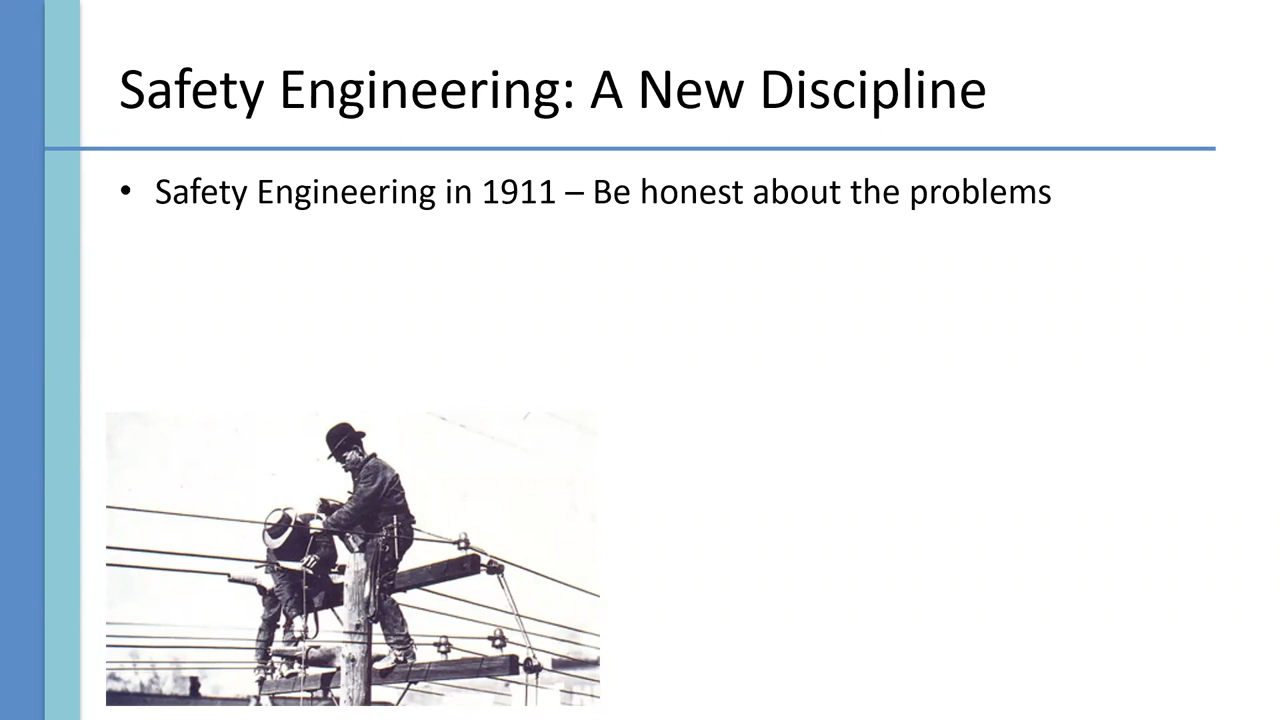 Safety Engineering: A New Discipline
• Safety Engineering in 1911 – Be honest about the problems